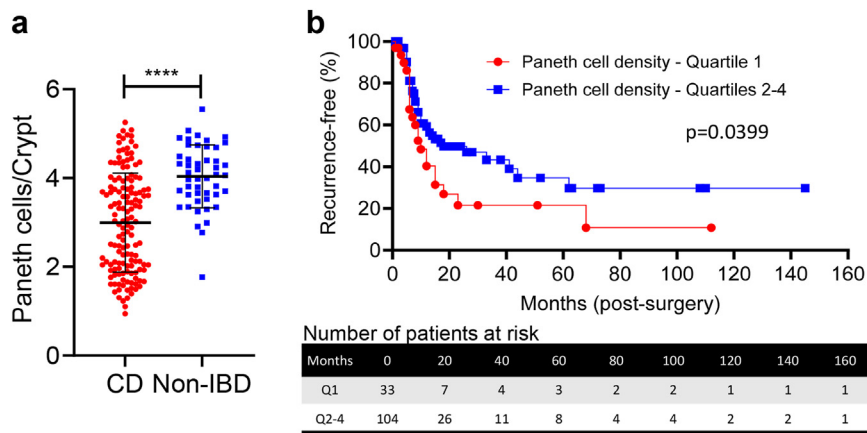 a
****
Paneth cells/Crypt
6
4
2
0
CD
Non-IBD
b
Recurrence-free (%)
100
80
60
40
20
0
Paneth cell density - Quartile 1
Paneth cell density - Quartiles 2-4
p=0.0399
0 20 40 60 80 100 120 140 160
Months (post-surgery)
Number of patients at risk
Months 0 20 40 60 80 100 120 140 160
Q1 33 7 4 3 2 2 1 1 1
Q2-4 104 26 11 8 4 4 2 2 1